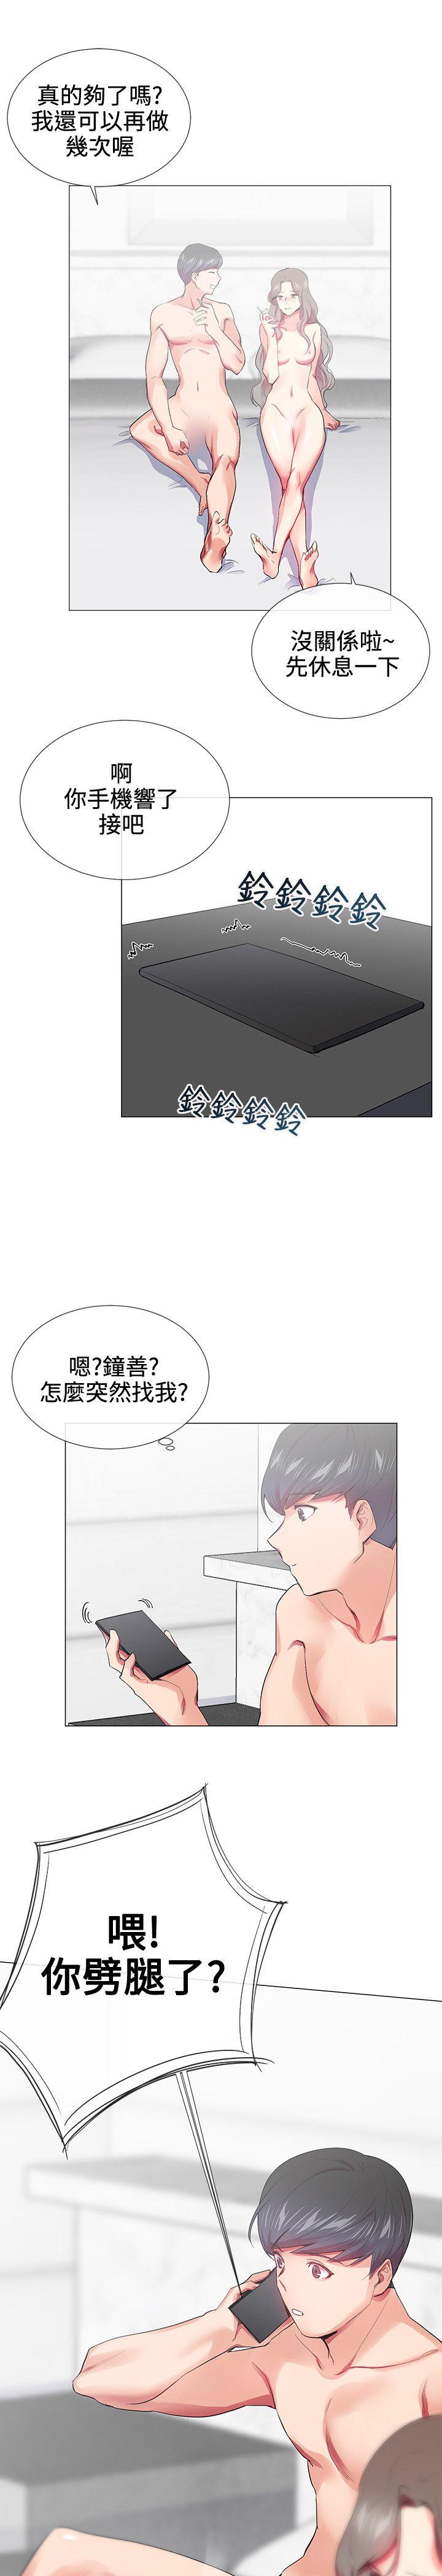 真的夠了嗎?
我還可以再做
幾次喔
沒關係啦~
先休息一下
啊
你手機響了
接吧
鈴鈴鈴鈴
鈴鈴鈴鈴
嗯?鐘善?
怎麼突然找我?
喂!
你劈腿了?